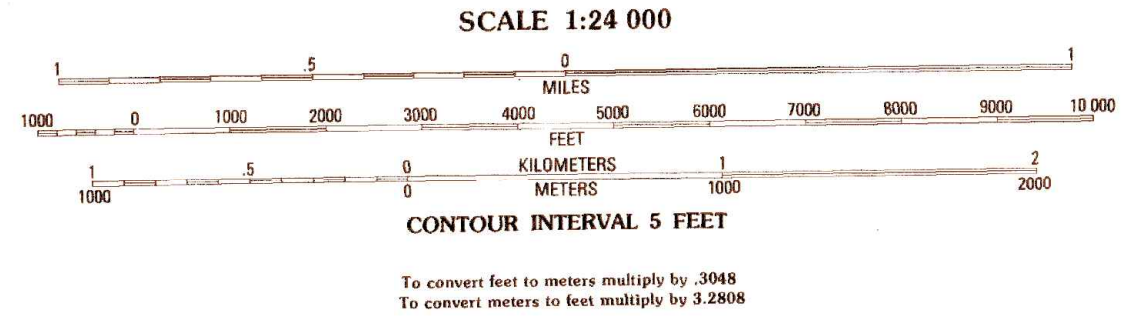 SCALE 1:24 000
1 .5 0 1
MILES
1000 0 1000 2000 3000 4000 5000 6000 7000 8000 9000 10 000
FEET
1 .5 0 KILOMETERS 1 2
1000 0 METERS 1000 2000
CONTOUR INTERVAL 5 FEET
To convert feet to meters multiply by .3048
To convert meters to feet multiply by 3.2808